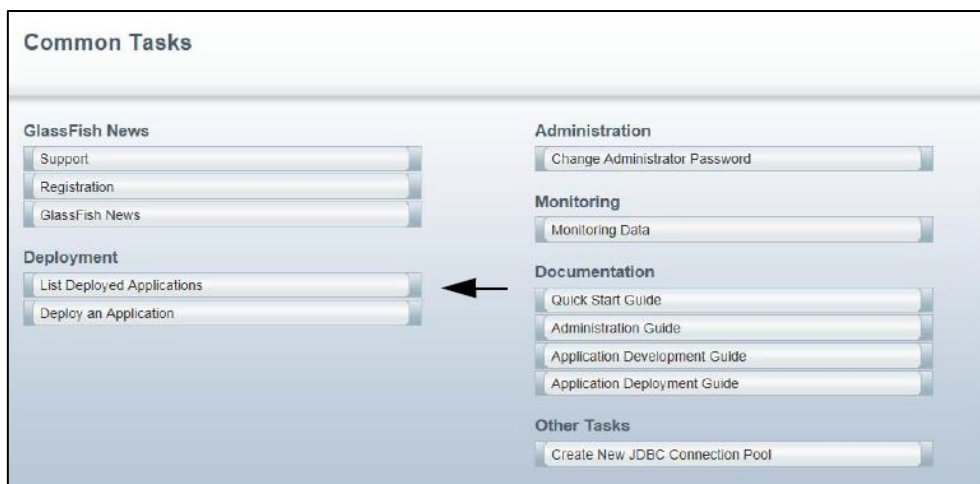 Common Tasks
GlassFish News
Support
Registration
GlassFish News
Deployment
List Deployed Applications
Deploy an Application
Administration
Change Administrator Password
Monitoring
Monitoring Data
Documentation
Quick Start Guide
Administration Guide
Application Development Guide
Application Deployment Guide
Other Tasks
Create New JDBC Connection Pool